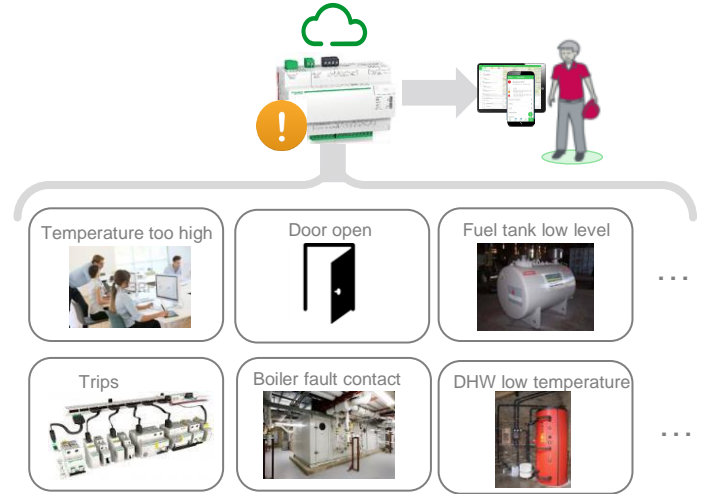 !
Temperature too high
Door open
Fuel tank low level
...
Trips
Boiler fault contact
DHW low temperature
...